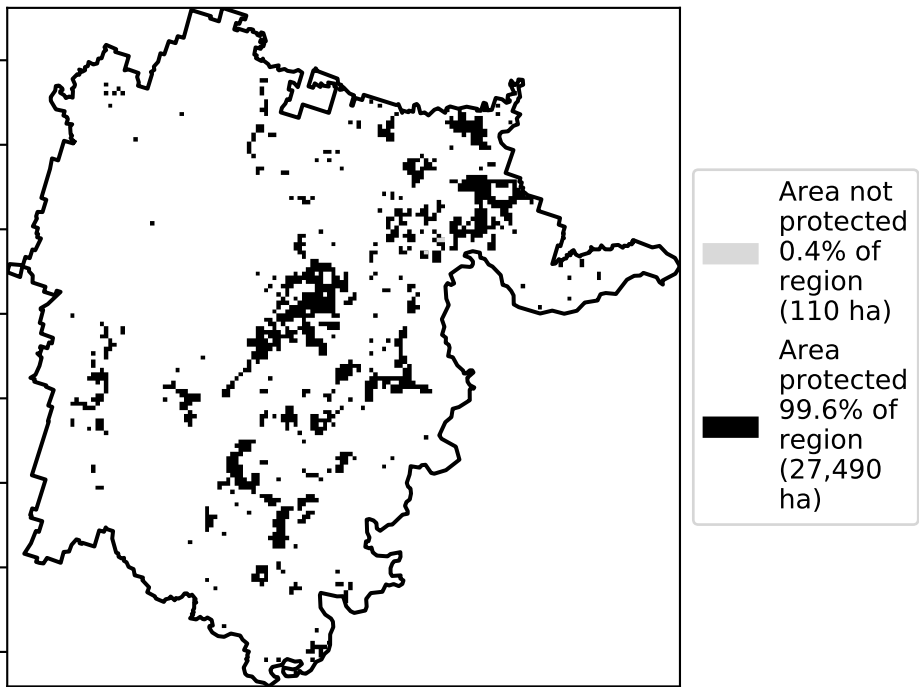 Area not
protected
0.4% of
region
(110 ha)
Area
protected
99.6% of
region
(27,490
ha)